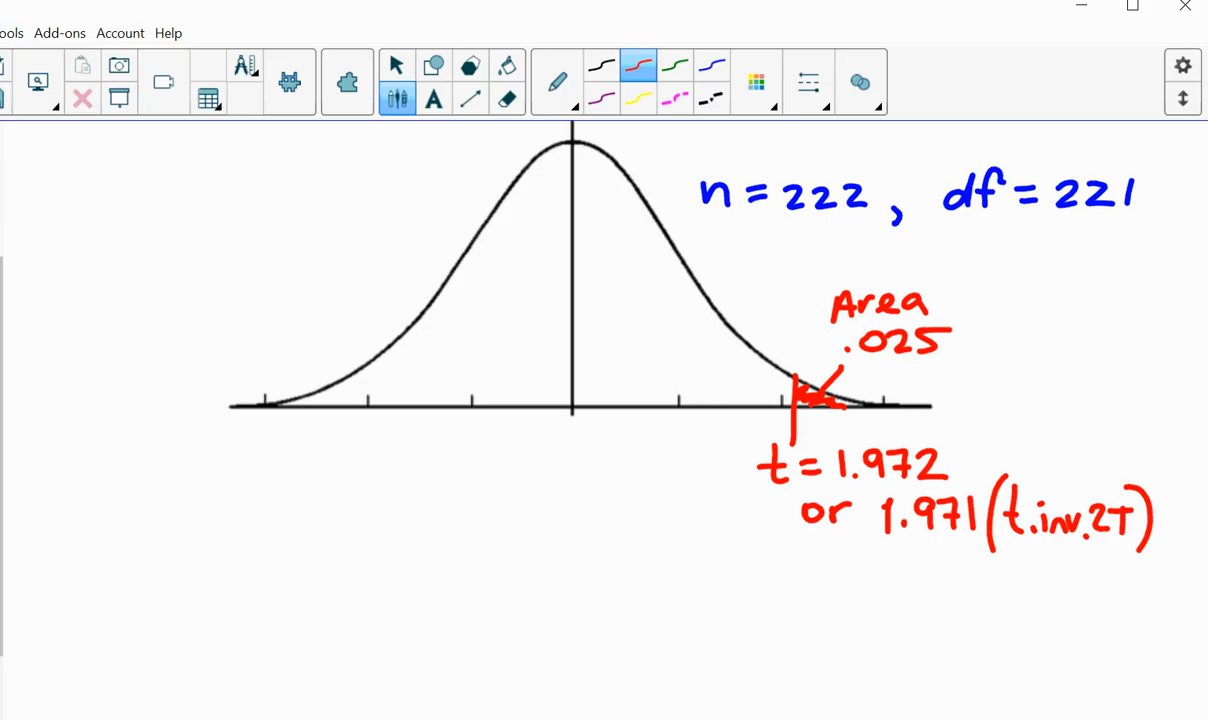 ools Add-ons Account Help
n = 222 , df = 221
Area
.025
t = 1.972
or 1.971 (t.inv.2T)